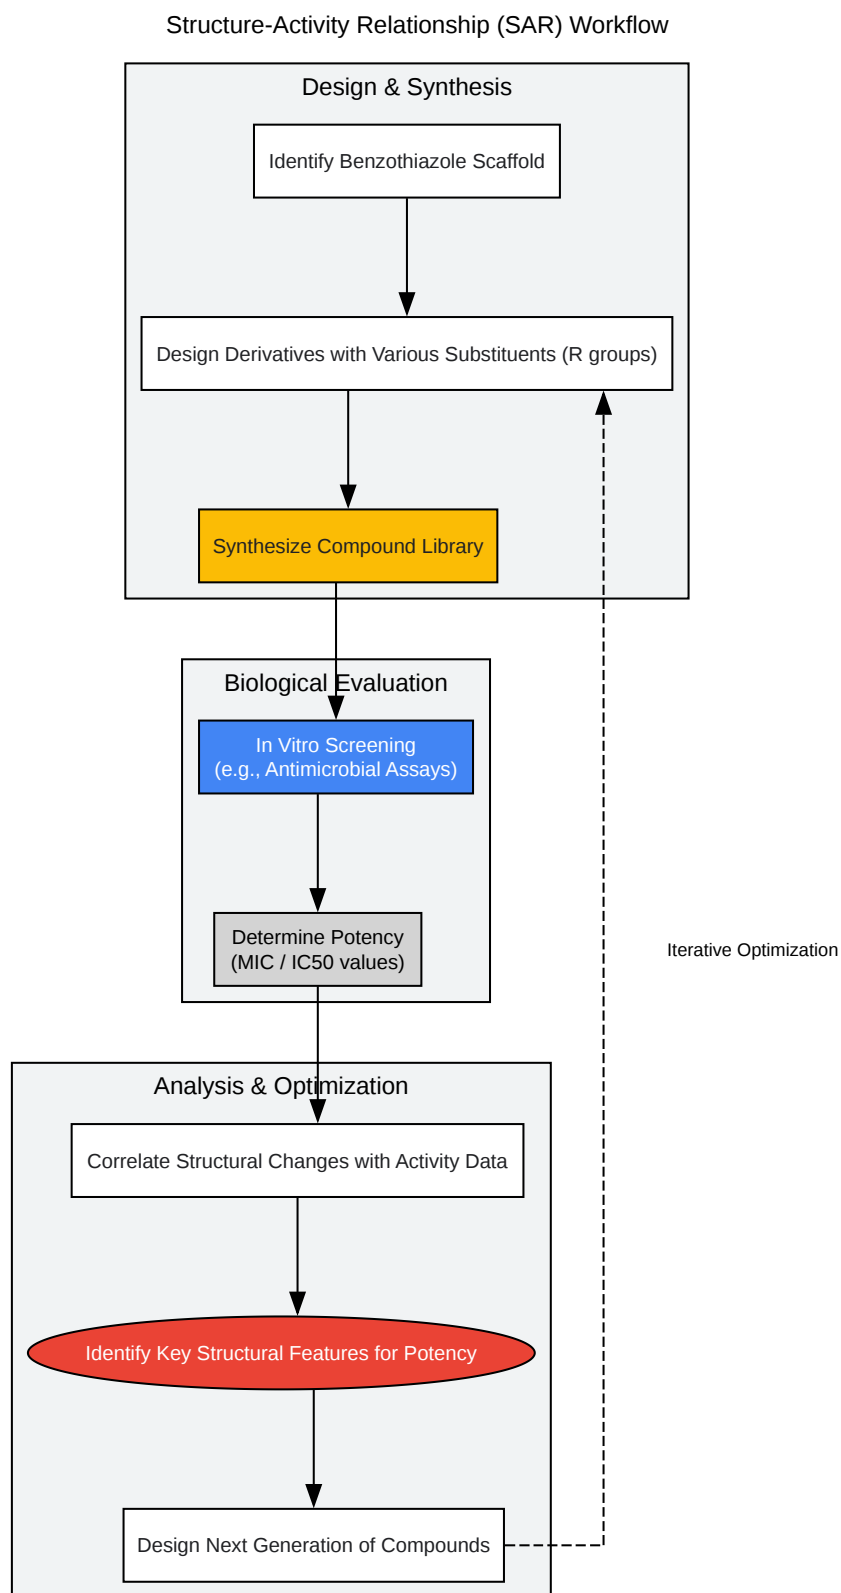 Structure-Activity Relationship (SAR) Workflow
Design & Synthesis
Identify Benzothiazole Scaffold
Design Derivatives with Various Substituents (R groups)
Synthesize Compound Library
Biological Evaluation
In Vitro Screening
(e.g., Antimicrobial Assays)
Determine Potency
(MIC / IC50 values)
Iterative Optimization
Analysis & Optimization
Correlate Structural Changes with Activity Data
Identify Key Structural Features for Potency
Design Next Generation of Compounds